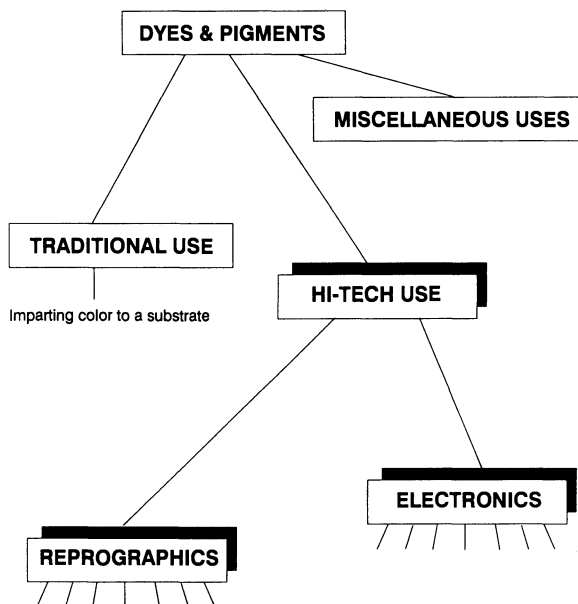 DYES & PIGMENTS
MISCELLANEOUS USES
TRADITIONAL USE
Imparting color to a substrate
HI-TECH USE
ELECTRONICS
REPROGRAPHICS